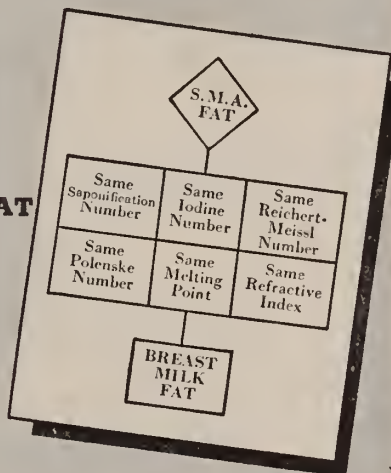 S. M. A.
FAT
AT
Same
Saponification
Number
Same
Iodine
Number
Same
Reichert-
Meissl
Number
Same
Polenske
Number
Same
Melting
Point
Same
Refractive
Index
BREAST
MILK
FAT